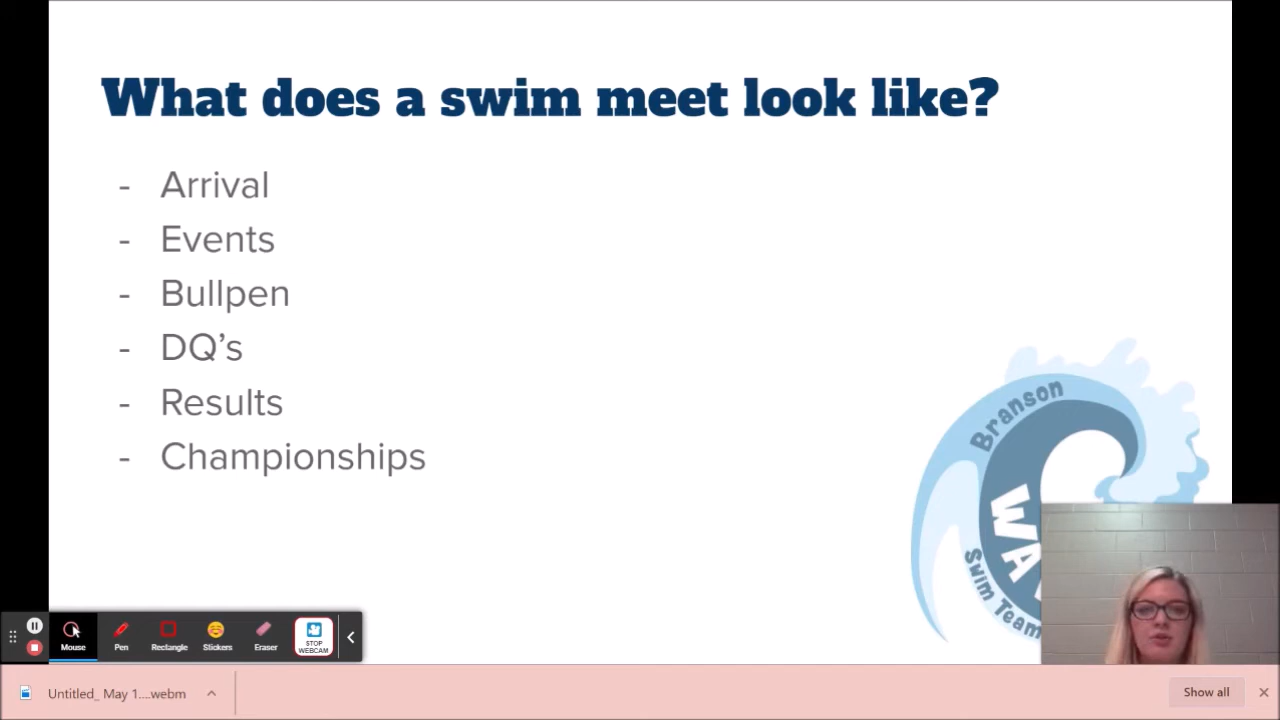 What does a swim meet look like?
- Arrival
- Events
- Bullpen
- DQ's
- Results
- Championships
Branson
WA
Swim Team
Mouse
Pen
Rectangle
Stickers
Eraser
STOP
WEBCAM
Untitled_ May 1....webm
Show all